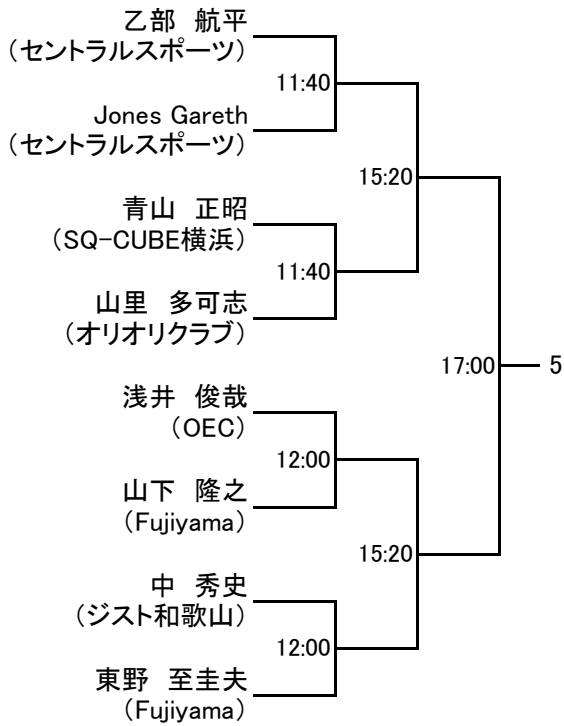 乙部　航平
（セントラルスポーツ）
11:40
Jones Gareth
（セントラルスポーツ）
15:20
青山　正昭
（SQ-CUBE横浜）
11:40
山里　多可志
（オリオリクラブ）
17:00
5
浅井　俊哉
（OEC）
12:00
山下　隆之
（Fujiyama）
15:20
中　秀史
（ジスト和歌山）
12:00
東野　至圭夫
（Fujiyama）